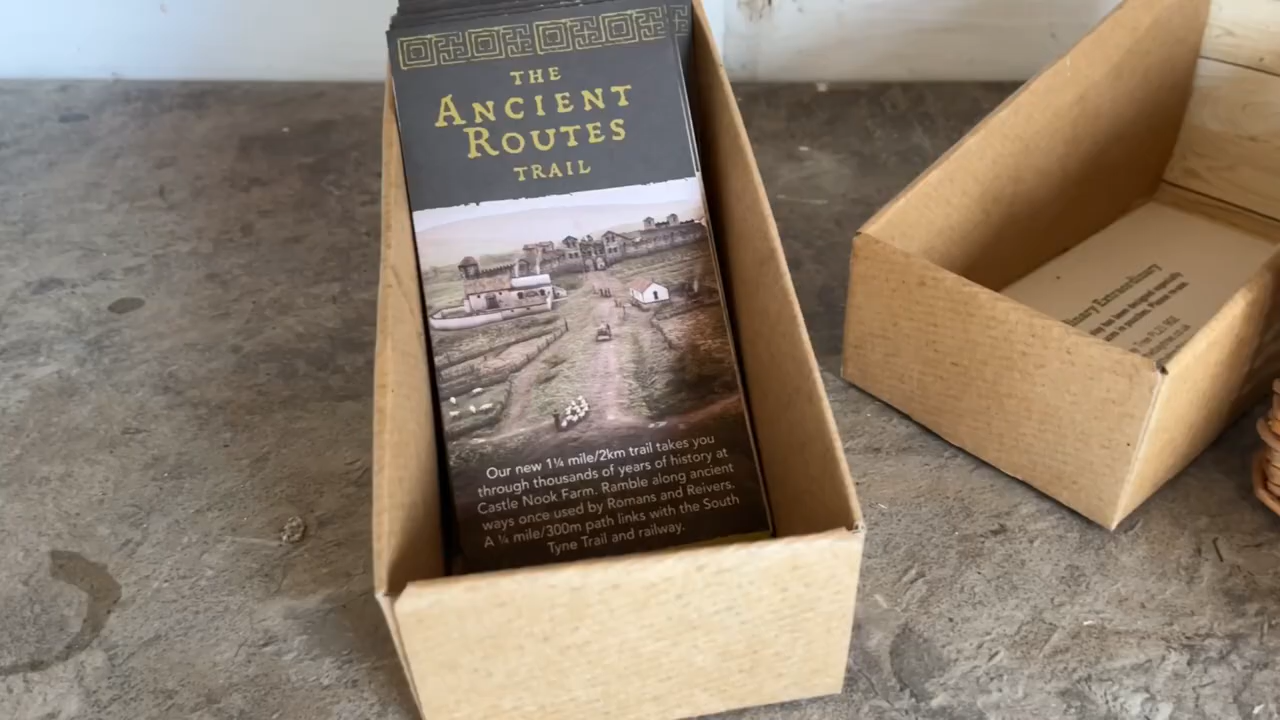 THE
ANCIENT
ROUTES
TRAIL
Our new 1¼ mile/2km trail takes you
through thousands of years of history at
Castle Nook Farm. Ramble along ancient
ways once used by Romans and Reivers.
A ¼ mile/300m path links with the South
Tyne Trail and railway.
Extraordinary